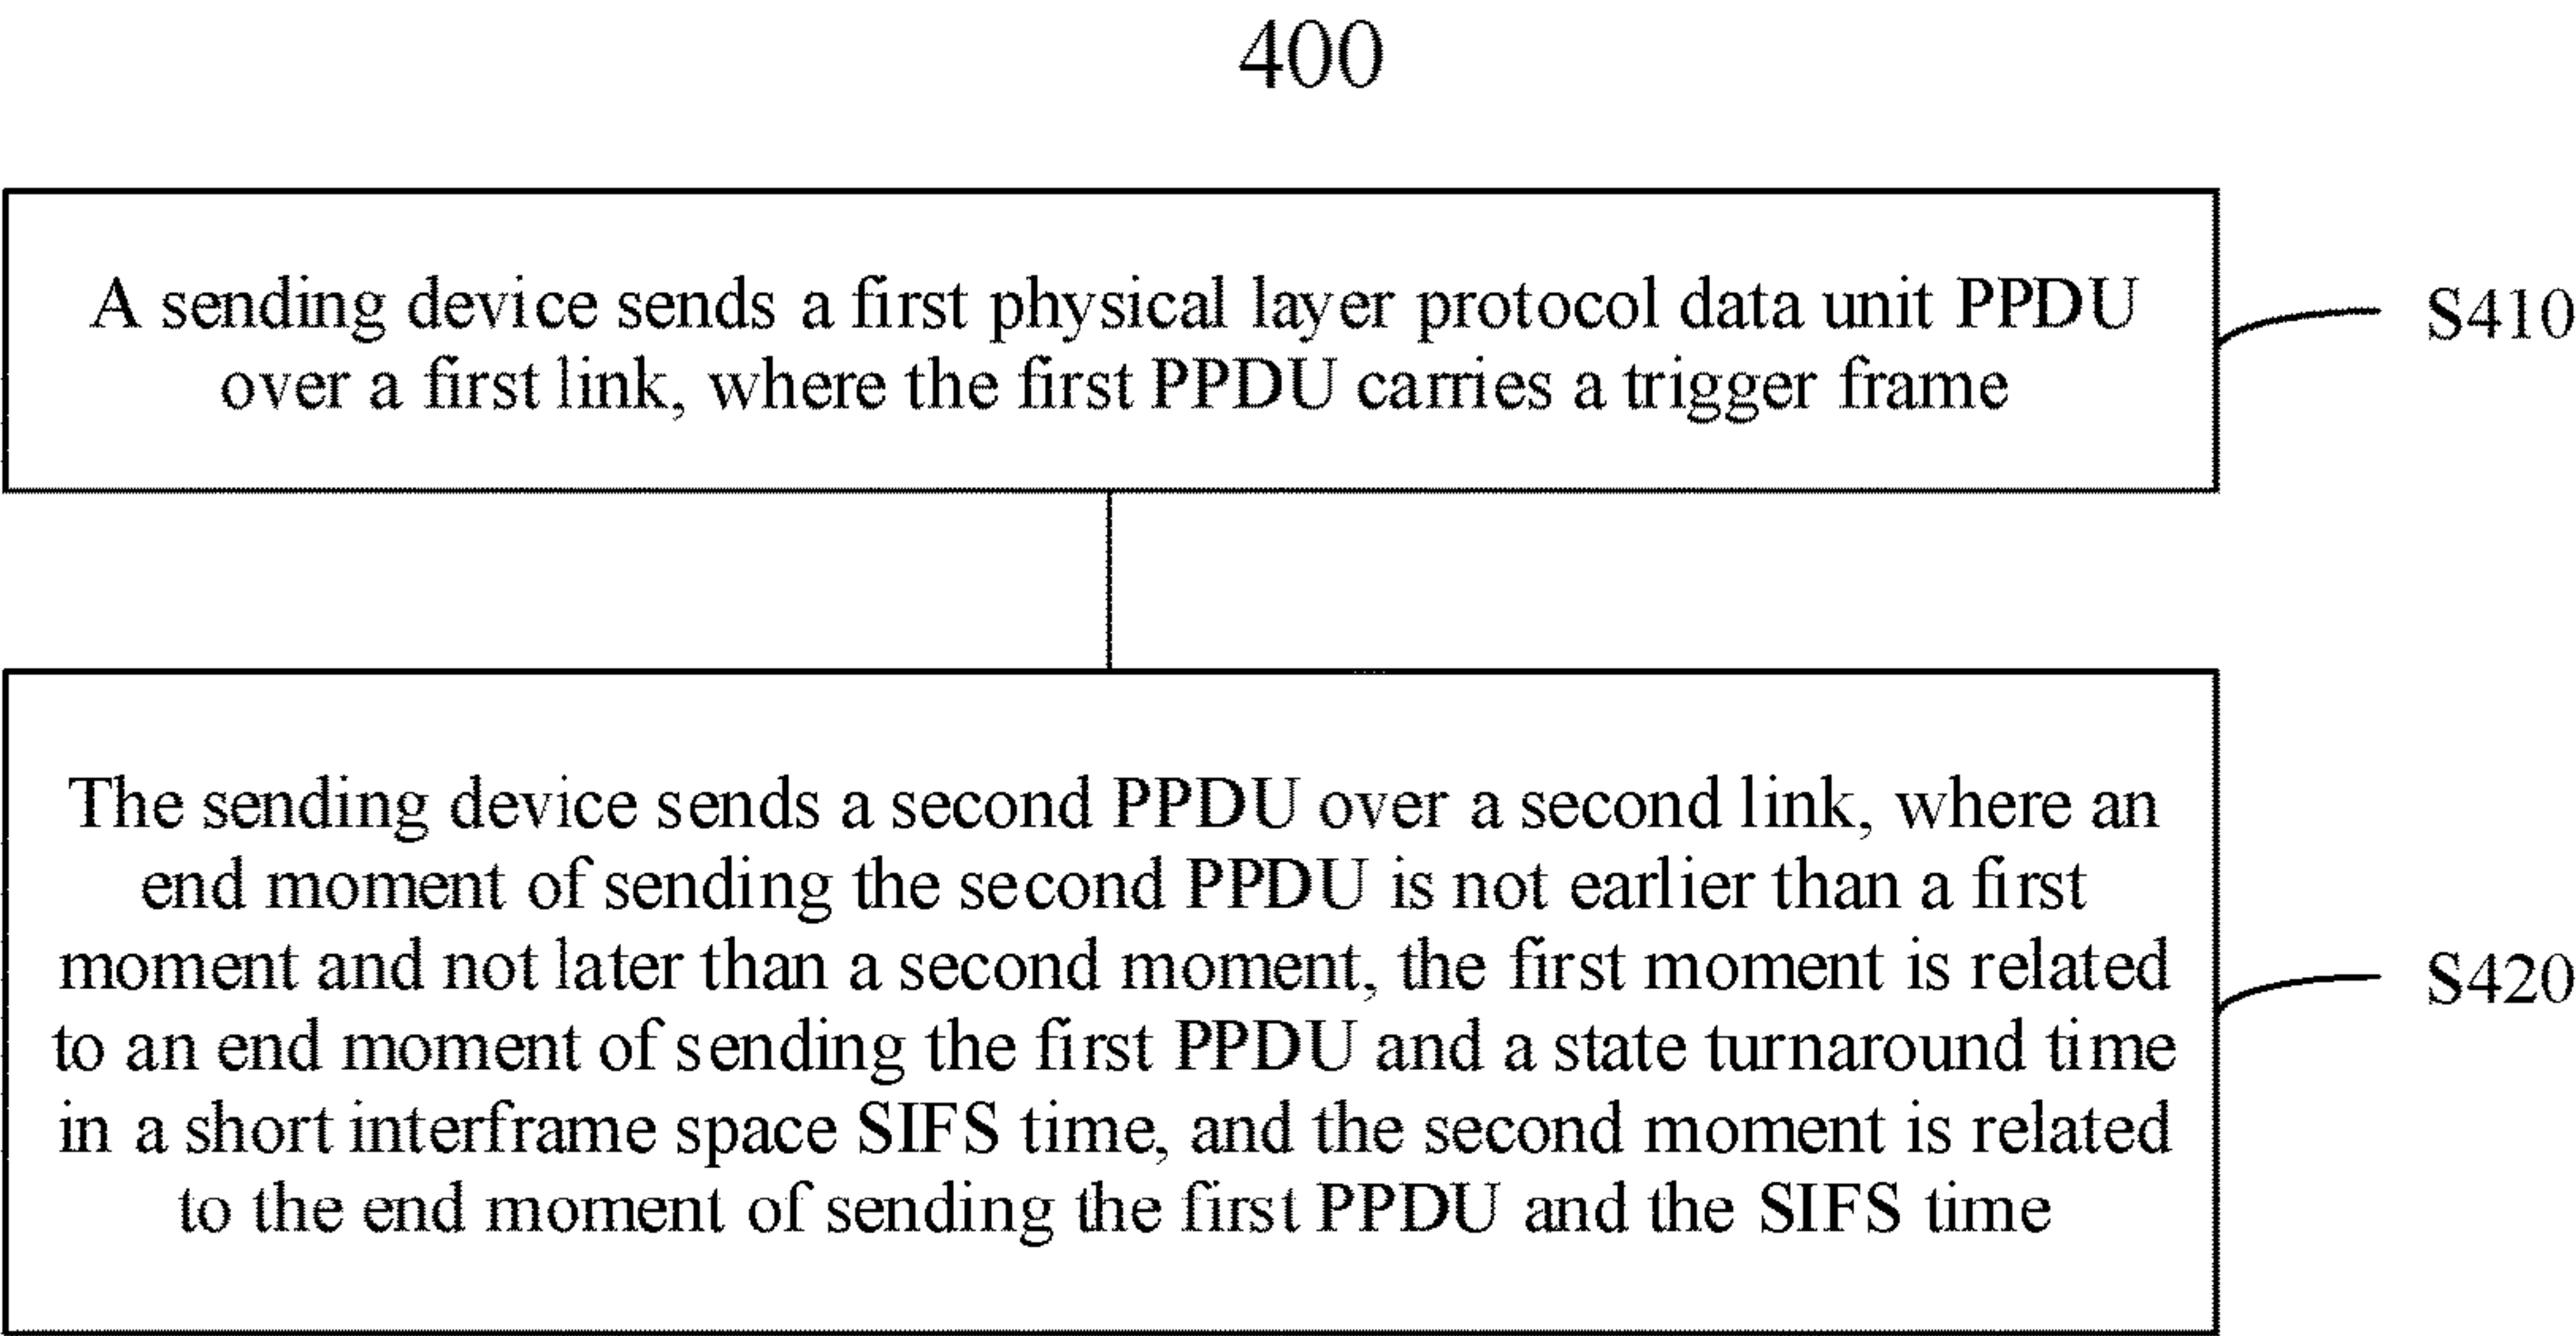 400
A sending device sends a first physical layer protocol data unit PPDU
over a first link, where the first PPDU carries a trigger frame
S410
The sending device sends a second PPDU over a second link, where an
end moment of sending the second PPDU is not earlier than a first
moment and not later than a second moment, the first moment is related
to an end moment of sending the first PPDU and a state turnaround time
in a short interframe space SIFS time, and the second moment is related
to the end moment of sending the first PPDU and the SIFS time
S420